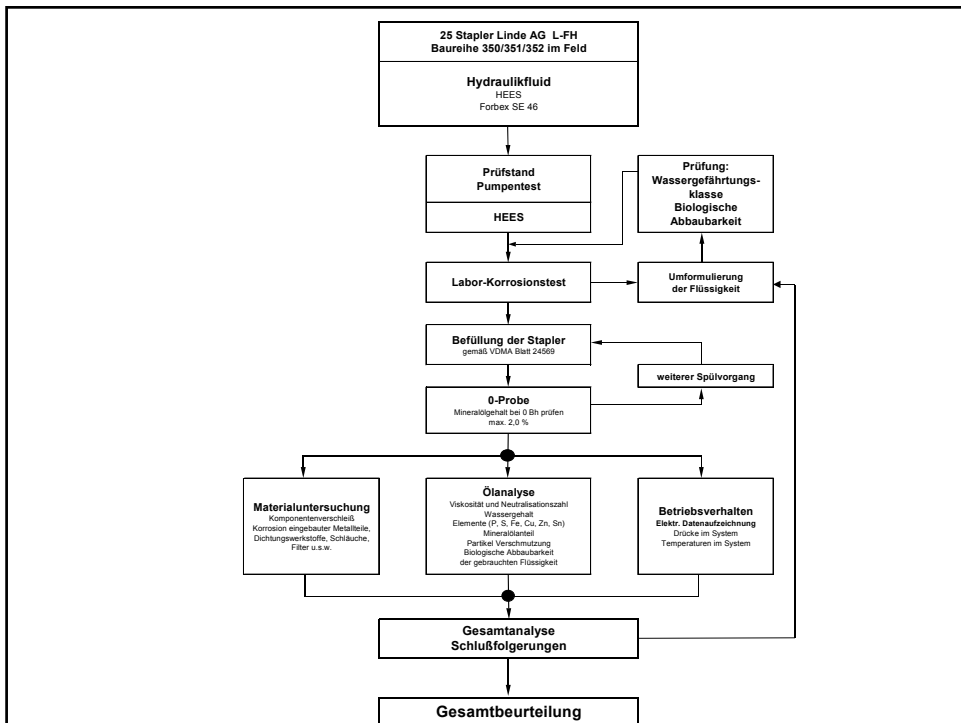 25 Stapler Linde AG L-FH
Baureihe 350/351/352 im Feld
Hydraulikfluid
HEES
Forbex SE 46
Prüfstand
Pumpentest
HEES
Prüfung:
Wassergefährtungs-
klasse
Biologische
Abbaubarkeit
Labor-Korrosionstest
Umformulierung
der Flüssigkeit
Befüllung der Stapler
gemäß VDMA Blatt 24569
weiterer Spülvorgang
0-Probe
Mineralölgehalt bei 0 Bh prüfen
max. 2,0 %
Materialuntersuchung
Komponentenverschleiß
Korrosion eingebauter Metallteile,
Dichtungswerkstoffe, Schläuche,
Filter u.s.w.
Ölanalyse
Viskosität und Neutralisationszahl
Wassergehalt
Elemente (P, S, Fe, Cu, Zn, Sn)
Mineralölanteil
Partikel Verschmutzung
Biologische Abbaubarkeit
der gebrauchten Flüssigkeit
Betriebsverhalten
Elektr. Datenaufzeichnung
Drücke im System
Temperaturen im System
Gesamtanalyse
Schlußfolgerungen
Gesamtbeurteilung